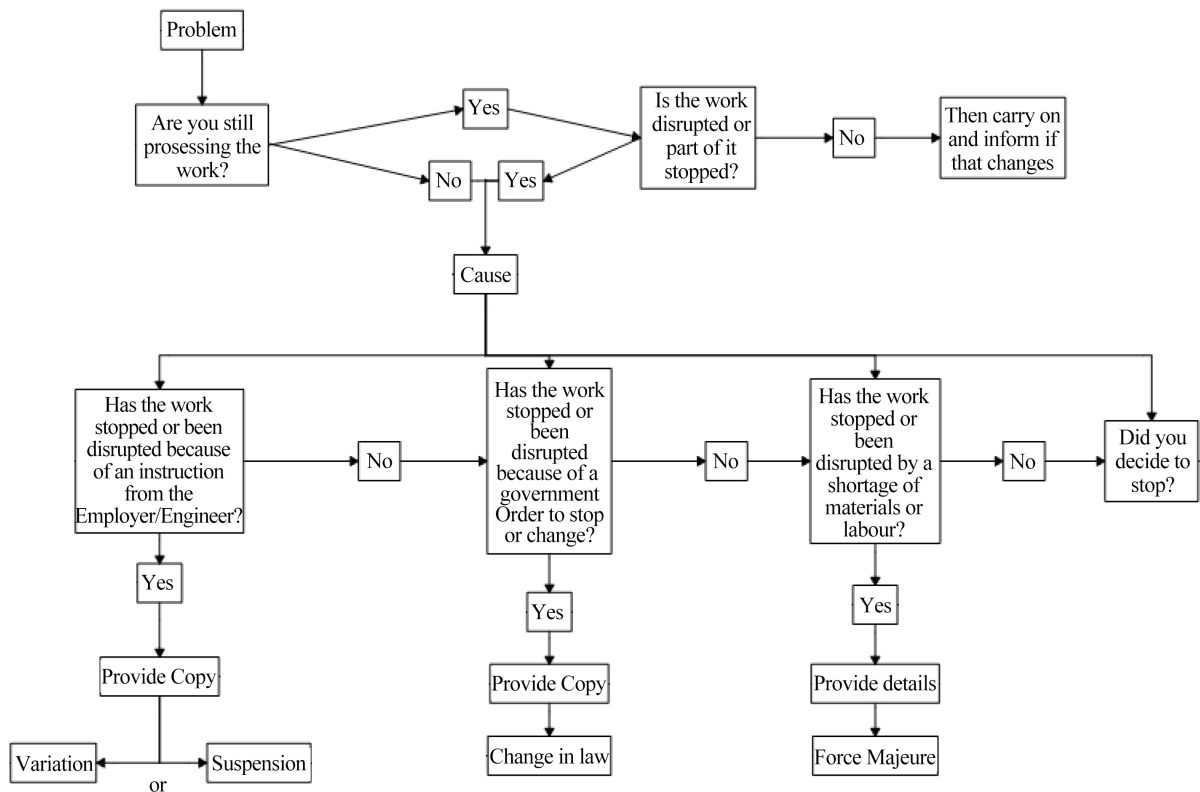 Problem
Are you still
prosessing the
work?
Yes
No
Yes
Is the work
disrupted or
part of it
stopped?
No
Then carry on
and inform if
that changes
Cause
Has the work
stopped or been
disrupted because
of an instruction
from the
Employer/Engineer?
No
Has the work
stopped or
been
disrupted
because of a
government
Order to stop
or change?
No
Has the work
stopped or
been
disrupted by a
shortage of
materials or
labour?
No
Did you
decide to
stop?
Yes
Provide Copy
Variation
or
Suspension
Yes
Provide Copy
Change in law
Yes
Provide details
Force Majeure